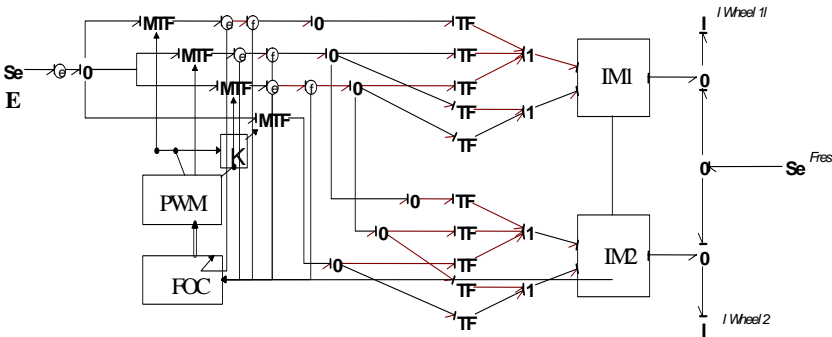 I Wheel 1I
MTF e f 0 TF I
MTF e f 0 TF 1
Se e 0 IM1 0
E MTF e f 0 TF
TF 1
MTF
TF
K
Fres
0 Se
PWM
0 TF
0 TF 1
IM2 0
FOC 0 TF
TF 1
TF I
I Wheel 2